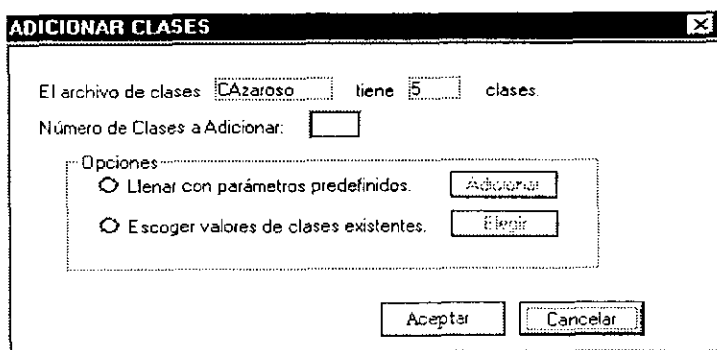 ADICIONAR CLASES
El archivo de clases CAzaroso tiene 5 clases.
Número de Clases a Adicionar:
Opciones
Llenar con parámetros predefinidos. Adicionar
Escoger valores de clases existentes. Elegir
Aceptar Cancelar